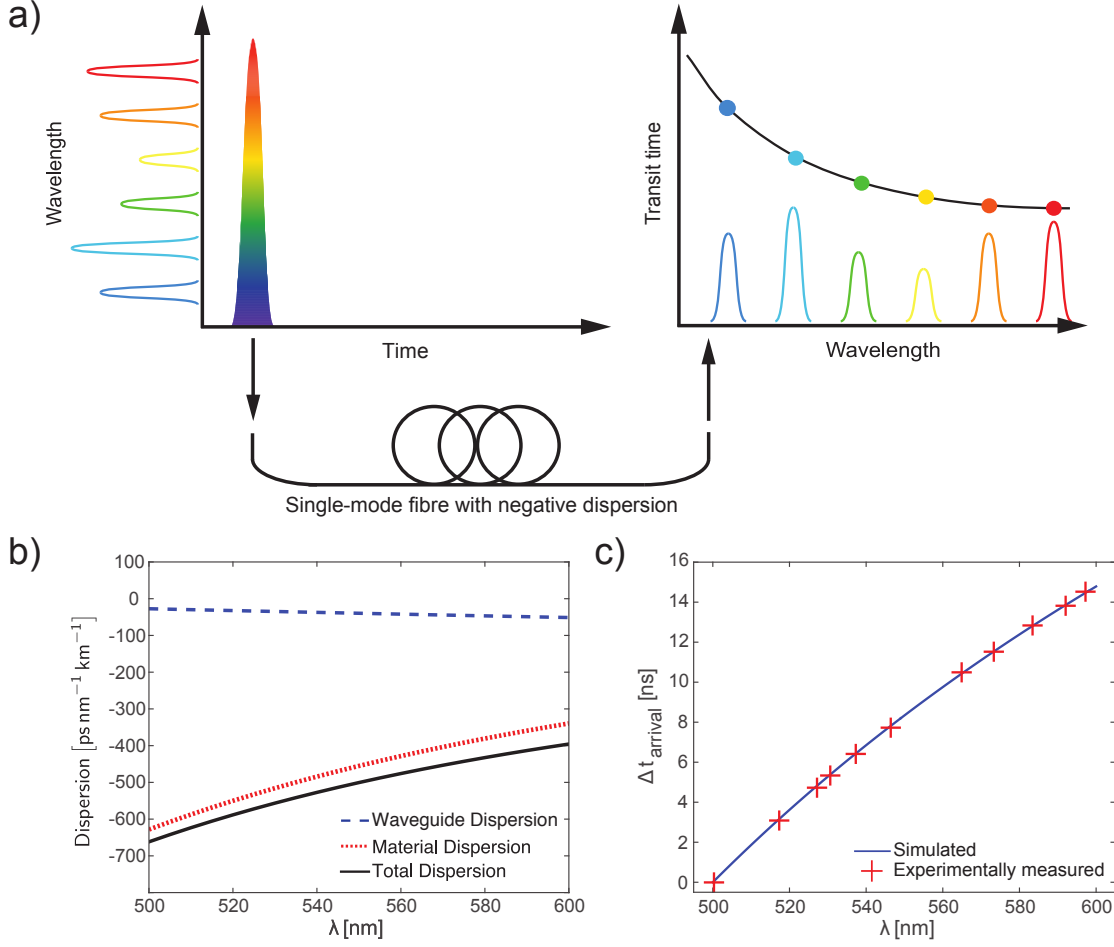 a)
Wavelength
Time
Transit time
Wavelength
Single-mode fibre with negative dispersion
b)
Dispersion [ps nm⁻¹ km⁻¹]
100
0
-100
-200
-300
-400
-500
-600
-700
500
520
540
560
580
600
λ [nm]
Waveguide Dispersion
Material Dispersion
Total Dispersion
c)
Δ t arrival [ns]
16
14
12
10
8
6
4
2
0
500
520
540
560
580
600
λ [nm]
Simulated
Experimentally measured